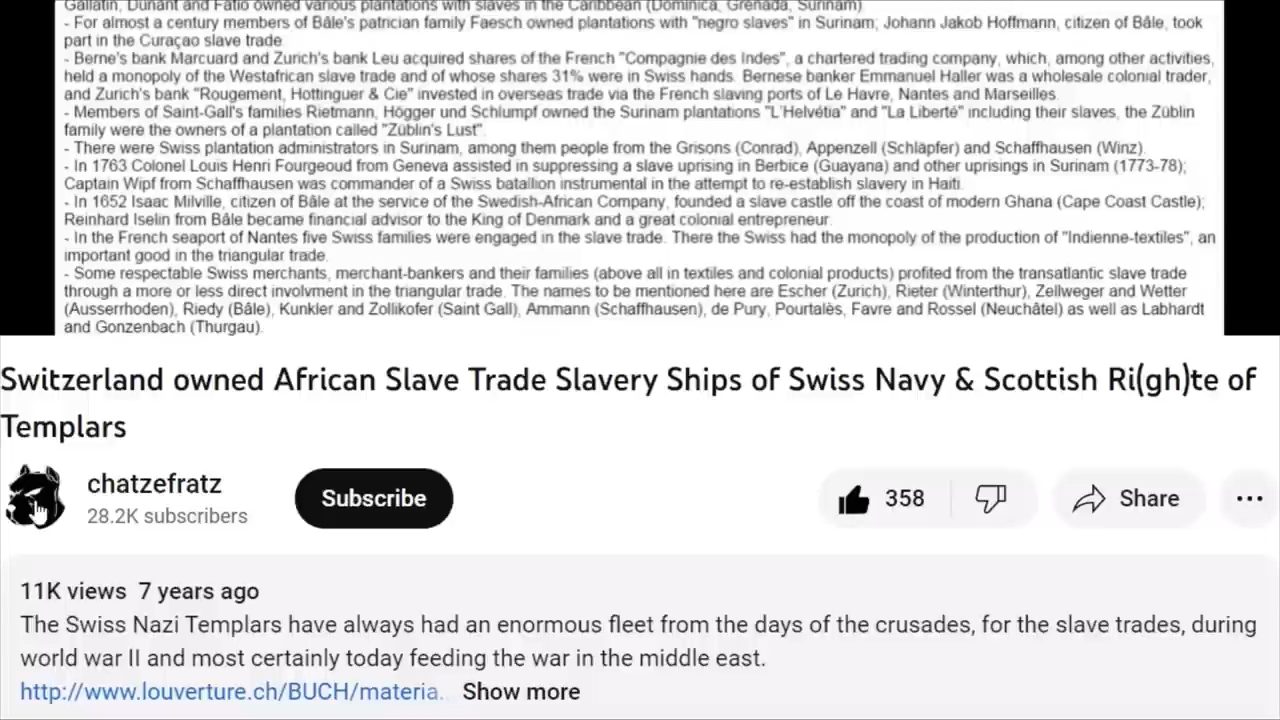 Gallatin, Dunant and Fatio owned various plantations with slaves in the Caribbean (Dominica, Grenada, Surinam)
- For almost a century members of Bâle's patrician family Faesch owned plantations with "negro slaves" in Surinam; Johann Jakob Hoffmann, citizen of Bâle, took
part in the Curaçao slave trade.
- Berne's bank Marcuard and Zurich's bank Leu acquired shares of the French "Compagnie des Indes", a chartered trading company, which, among other activities,
held a monopoly of the Westafrican slave trade and of whose shares 31% were in Swiss hands. Bernese banker Emmanuel Haller was a wholesale colonial trader,
and Zurich's bank "Rougement, Hottinguer & Cie" invested in overseas trade via the French slaving ports of Le Havre, Nantes and Marseilles.
- Members of Saint-Gall's families Rietmann, Högger und Schlumpf owned the Surinam plantations "L'Helvétia" and "La Liberté" including their slaves, the Züblin
family were the owners of a plantation called "Züblin's Lust".
- There were Swiss plantation administrators in Surinam, among them people from the Grisons (Conrad), Appenzell (Schläpfer) and Schaffhausen (Winz).
- In 1763 Colonel Louis Henri Fourgeoud from Geneva assisted in suppressing a slave uprising in Berbice (Guayana) and other uprisings in Surinam (1773-78);
Captain Wipf from Schaffhausen was commander of a Swiss batallion instrumental in the attempt to re-establish slavery in Haiti.
- In 1652 Isaac Milville, citizen of Bâle at the service of the Swedish-African Company, founded a slave castle off the coast of modern Ghana (Cape Coast Castle);
Reinhard Iselin from Bâle became financial advisor to the King of Denmark and a great colonial entrepreneur.
- In the French seaport of Nantes five Swiss families were engaged in the slave trade. There the Swiss had the monopoly of the production of "Indienne-textiles", an
important good in the triangular trade.
- Some respectable Swiss merchants, merchant-bankers and their families (above all in textiles and colonial products) profited from the transatlantic slave trade
through a more or less direct involvment in the triangular trade. The names to be mentioned here are Escher (Zurich), Rieter (Winterthur), Zellweger and Wetter
(Ausserrhoden), Riedy (Bâle), Kunkler and Zollikofer (Saint Gall), Ammann (Schaffhausen), de Pury, Pourtalès, Favre and Rossel (Neuchâtel) as well as Labhardt
and Gonzenbach (Thurgau).
Switzerland owned African Slave Trade Slavery Ships of Swiss Navy & Scottish Ri(gh)te of
Templars
chatzefratz
28.2K subscribers
Subscribe
358
Share
11K views 7 years ago
The Swiss Nazi Templars have always had an enormous fleet from the days of the crusades, for the slave trades, during
world war II and most certainly today feeding the war in the middle east.
http://www.louverture.ch/BUCH/materia... Show more